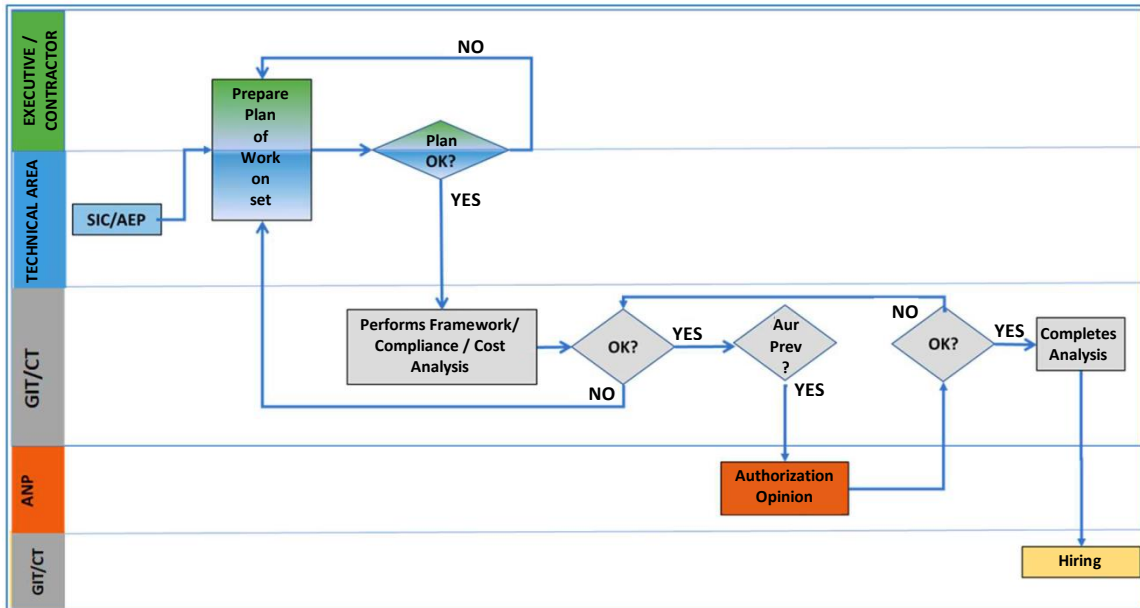 EXECUTIVE /
CONTRACTOR
NO
Prepare
Plan
of
Work
on
set
Plan
OK?
TECHNICAL AREA
SIC/AEP
YES
GIT/CT
Performs Framework/
Compliance / Cost
Analysis
OK?
YES
NO
Aur
Prev
?
YES
NO
OK?
YES
Completes
Analysis
ANP
Authorization
Opinion
GIT/CT
Hiring